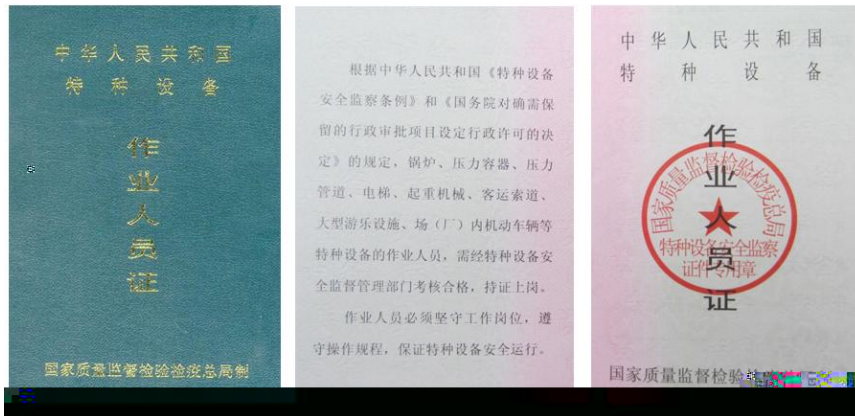 中华人民共和国
特种设备
作业人员证
国家质量监督检验检疫总局制
根据中华人民共和国《特种设备
安全监察条例》和《国务院对确需保
留的行政审批项目设定行政许可的决
定》的规定，锅炉、压力容器、压力
管道、电梯、起重机械、客运索道、
大型游乐设施、场（厂）内机动车辆等
特种设备的作业人员，需经特种设备安
全监督管理部门考核合格，持证上岗。
作业人员必须坚守工作岗位，遵
守操作规程，保证特种设备安全运行。
中华人民共和国
特种设备
作业人员证
国家质量监督检验检疫总局
特种设备安全监察
证件专用章
国家质量监督检验